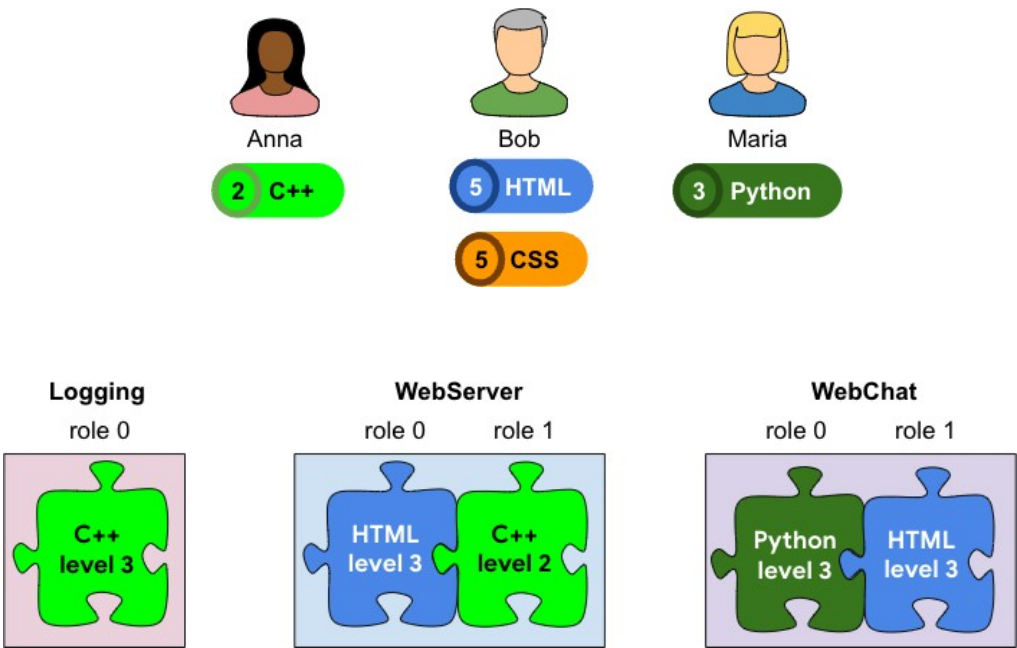 Anna Bob Maria
2 C++ 5 HTML 3 Python
5 CSS
Logging WebServer WebChat
role 0 role 0 role 1 role 0 role 1
C++ level 3
HTML level 3
C++ level 2
Python level 3
HTML level 3